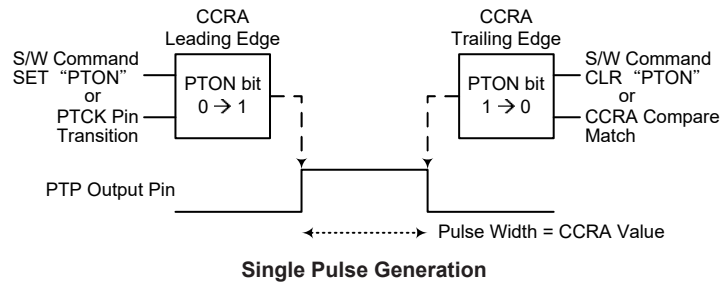 CCRA
Leading Edge
S/W Command
SET “PTON”
or
PTCK Pin
Transition
PTON bit
0 → 1
CCRA
Trailing Edge
PTON bit
1 → 0
S/W Command
CLR “PTON”
or
CCRA Compare
Match
PTP Output Pin
Pulse Width = CCRA Value
Single Pulse Generation